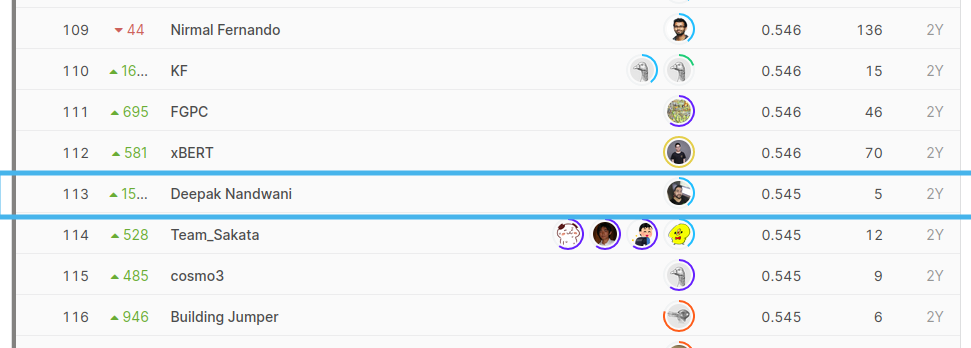 109 44 Nirmal Fernando 0.546 136 2Y
110 16... KF 0.546 15 2Y
111 695 FGPC 0.546 46 2Y
112 581 xBERT 0.546 70 2Y
113 15... Deepak Nandwani 0.545 5 2Y
114 528 Team_Sakata 0.545 12 2Y
115 485 cosmo3 0.545 9 2Y
116 946 Building Jumper 0.545 6 2Y